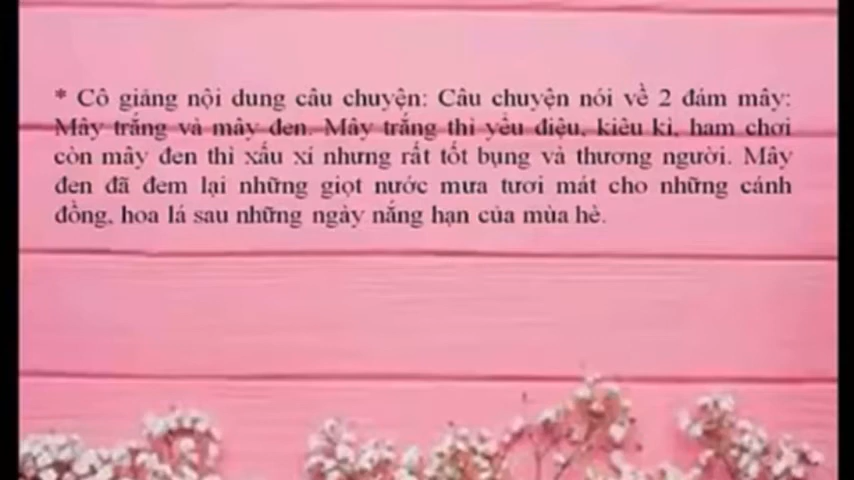 * Cô giảng nội dung câu chuyện: Câu chuyện nói về 2 đám mây:
Mây trắng và mây đen. Mây trắng thì yểu điệu, kiêu kì, ham chơi
còn mây đen thì xấu xí nhưng rất tốt bụng và thương người. Mây
đen đã đem lại những giọt nước mưa tươi mát cho những cánh
đồng, hoa lá sau những ngày nắng hạn của mùa hè.